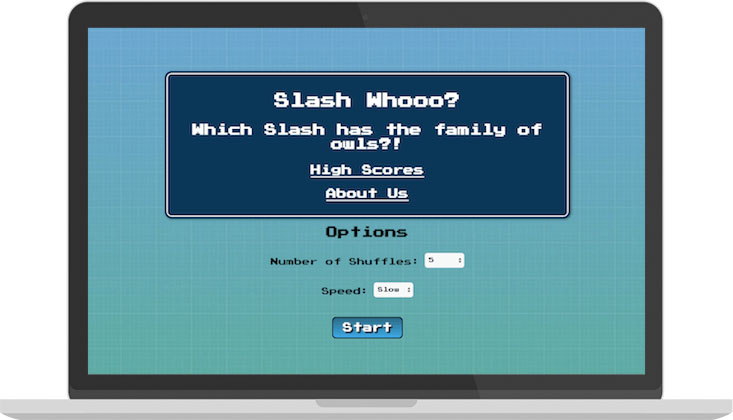 Slash Whooo?
Which Slash has the family of
owls?!
High Scores
About Us
Options
Number of Shuffles: 5
Speed: Slow
Start